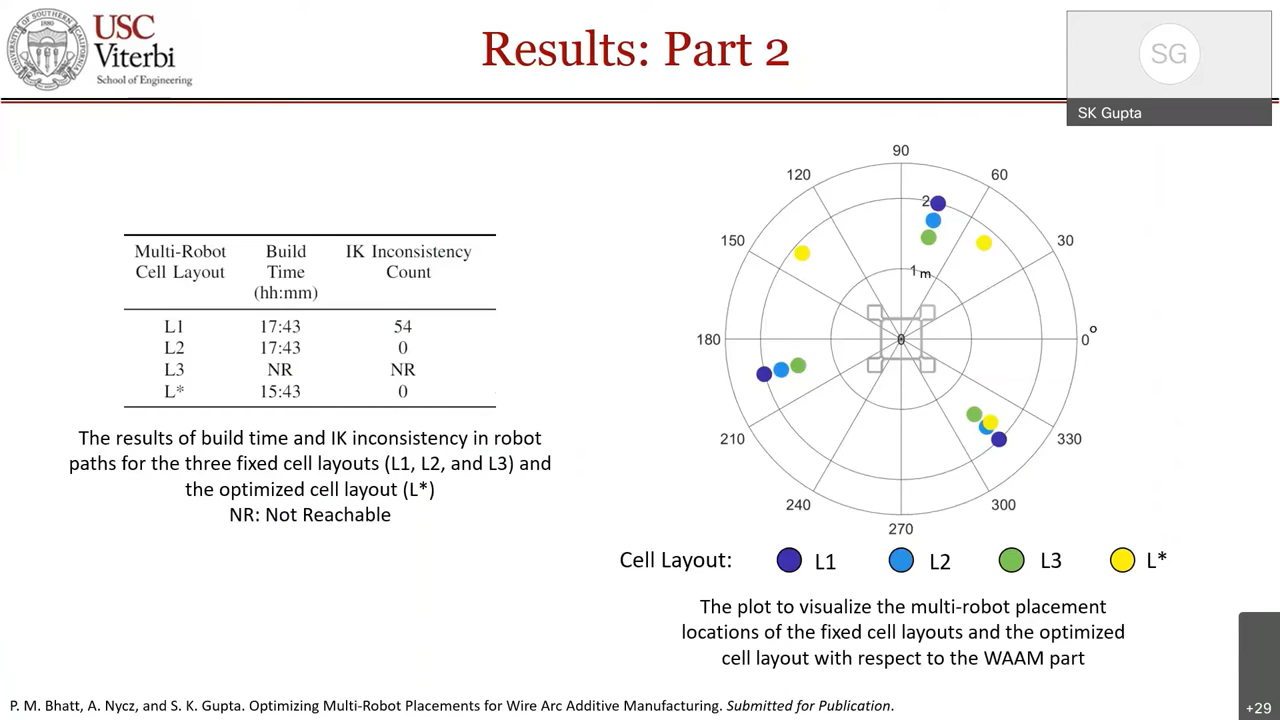 USC
Viterbi
School of Engineering
UNIVERSITY OF SOUTHERN CALIFORNIA
1880
Results: Part 2
SG
SK Gupta
Multi-Robot Cell Layout Build Time (hh:mm) IK Inconsistency Count
L1 17:43 54
L2 17:43 0
L3 NR NR
L* 15:43 0
The results of build time and IK inconsistency in robot
paths for the three fixed cell layouts (L1, L2, and L3) and
the optimized cell layout (L*)
NR: Not Reachable
90
120
60
2
150
30
1 m
180
0
0°
210
330
240
300
270
Cell Layout: L1 L2 L3 L*
The plot to visualize the multi-robot placement
locations of the fixed cell layouts and the optimized
cell layout with respect to the WAAM part
P. M. Bhatt, A. Nycz, and S. K. Gupta. Optimizing Multi-Robot Placements for Wire Arc Additive Manufacturing. Submitted for Publication.
+29